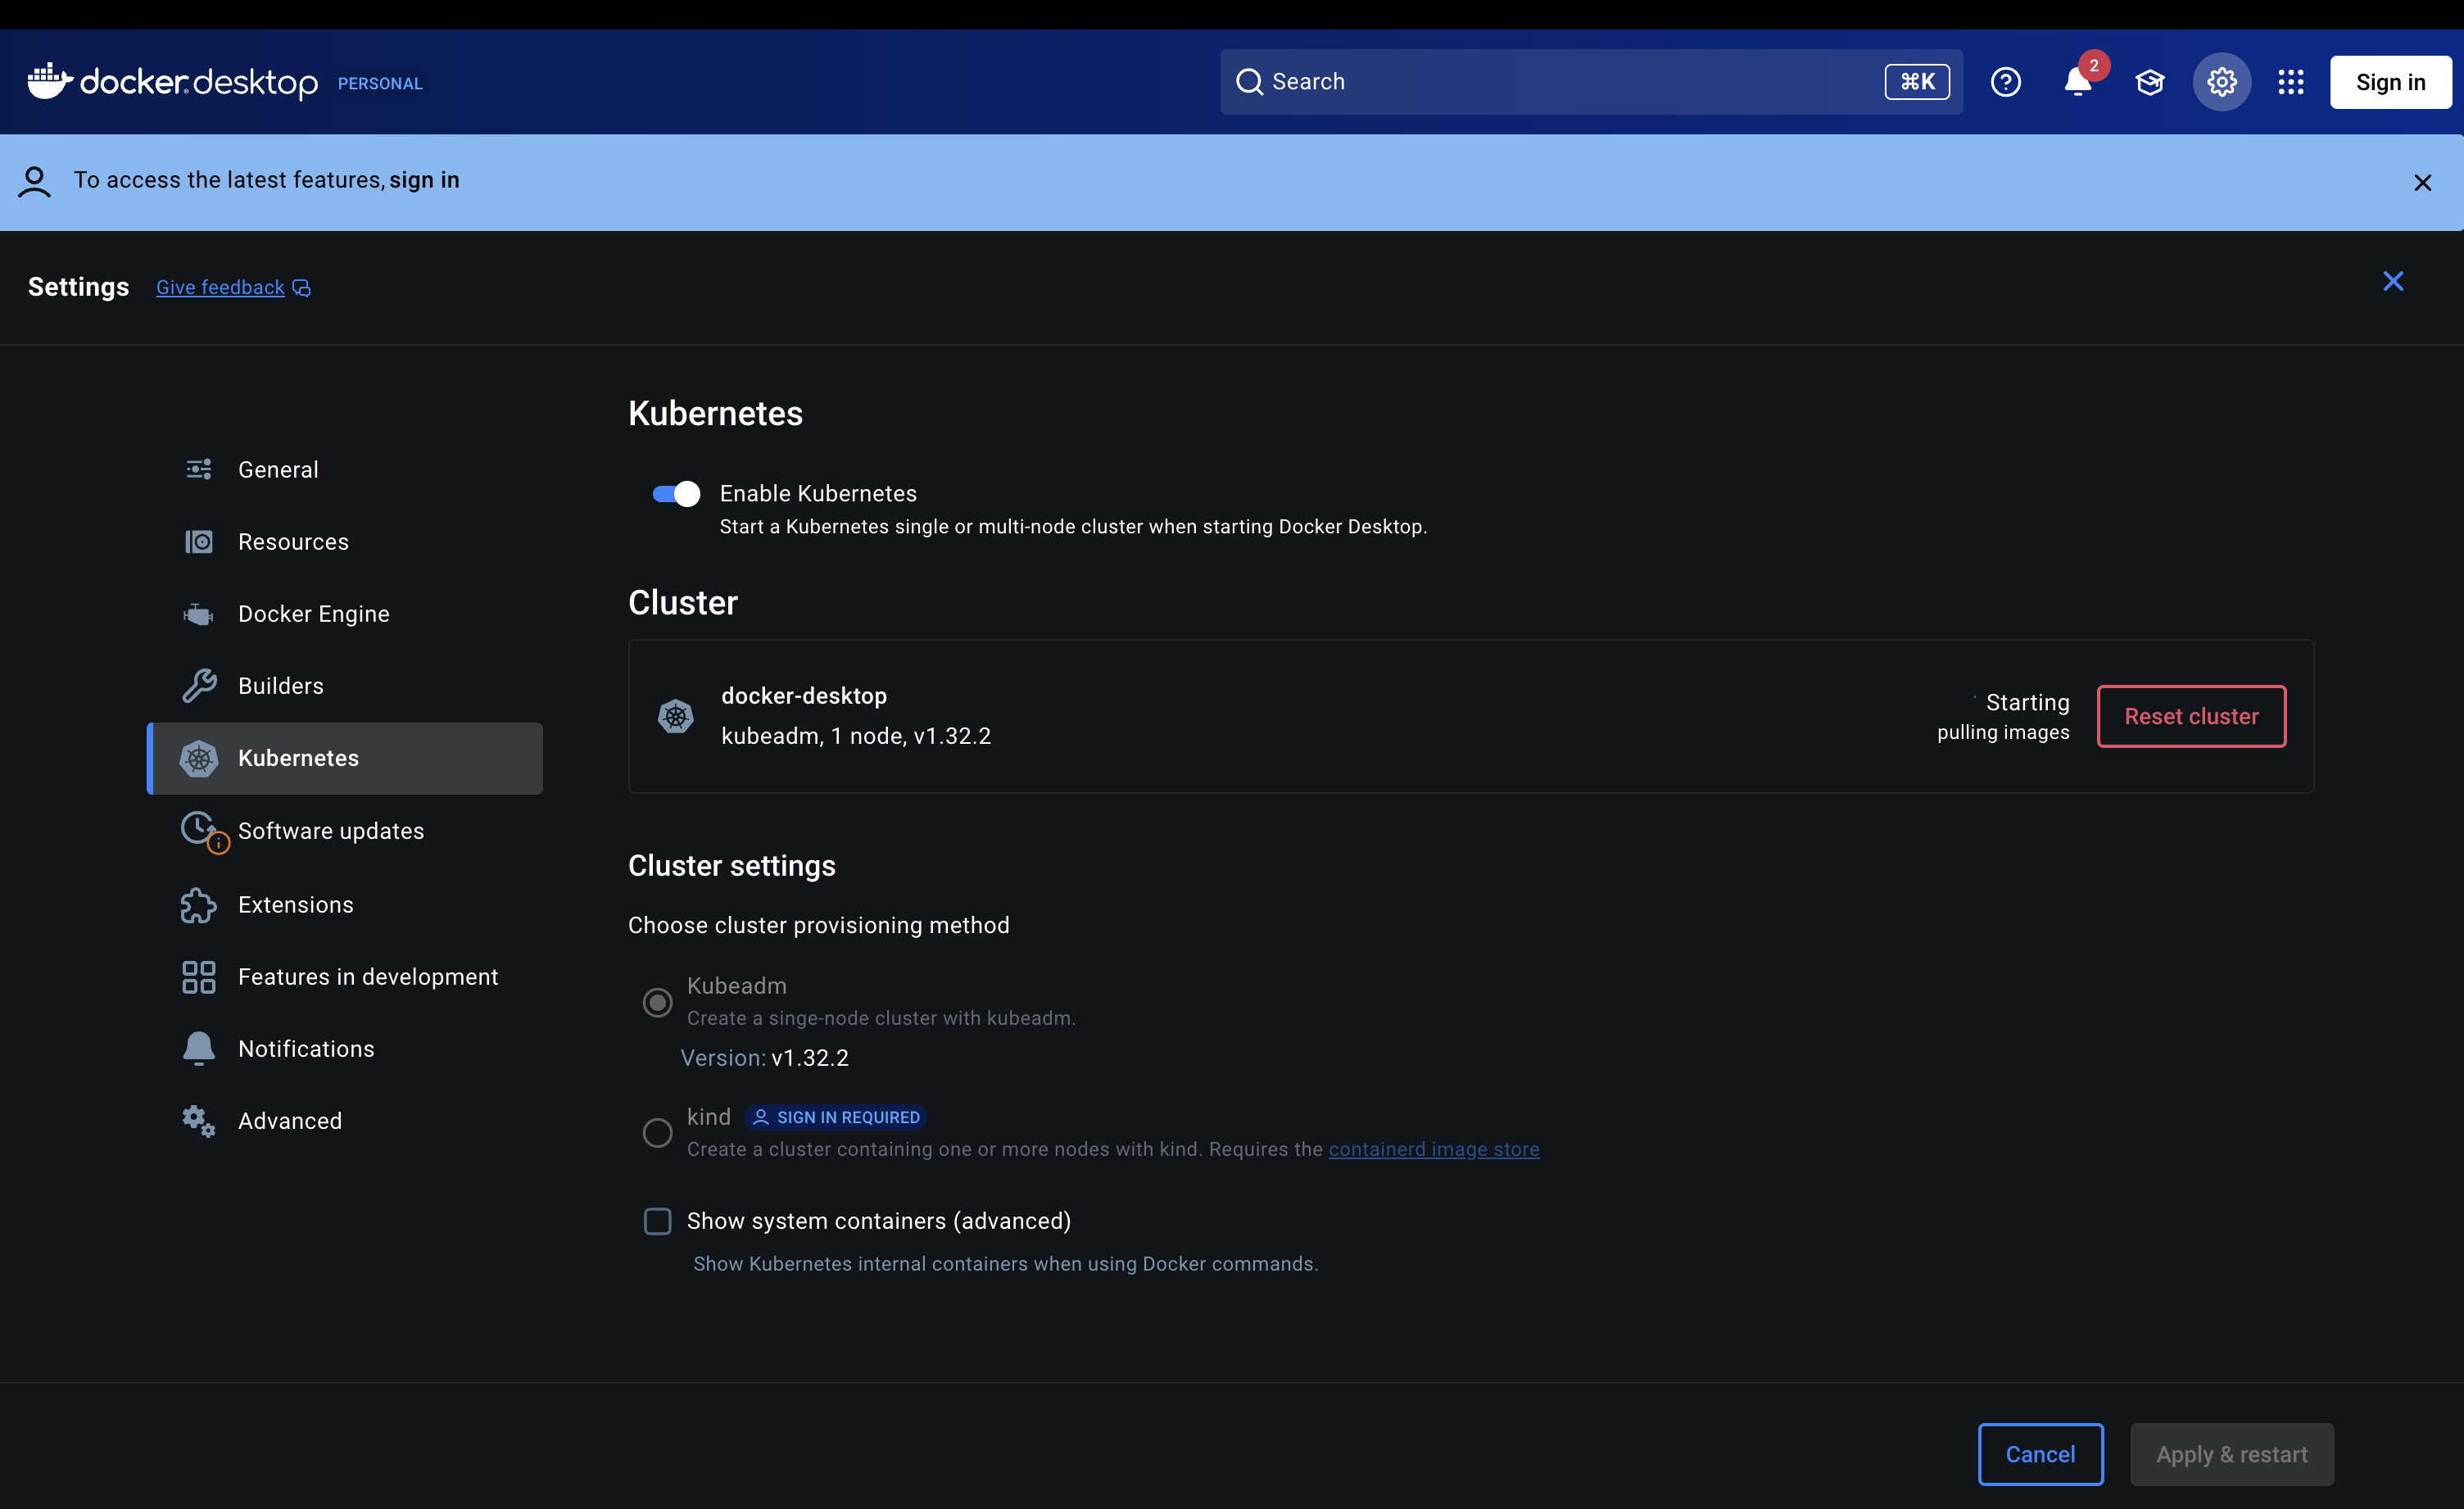 docker.desktop PERSONAL
Search
⌘K
2
Sign in
To access the latest features, sign in
Settings
Give feedback
General
Resources
Docker Engine
Builders
Kubernetes
Software updates
Extensions
Features in development
Notifications
Advanced
Kubernetes
Enable Kubernetes
Start a Kubernetes single or multi-node cluster when starting Docker Desktop.
Cluster
docker-desktop
kubeadm, 1 node, v1.32.2
Starting
pulling images
Reset cluster
Cluster settings
Choose cluster provisioning method
Kubeadm
Create a singe-node cluster with kubeadm.
Version: v1.32.2
kind SIGN IN REQUIRED
Create a cluster containing one or more nodes with kind. Requires the containerd image store
Show system containers (advanced)
Show Kubernetes internal containers when using Docker commands.
Cancel
Apply & restart